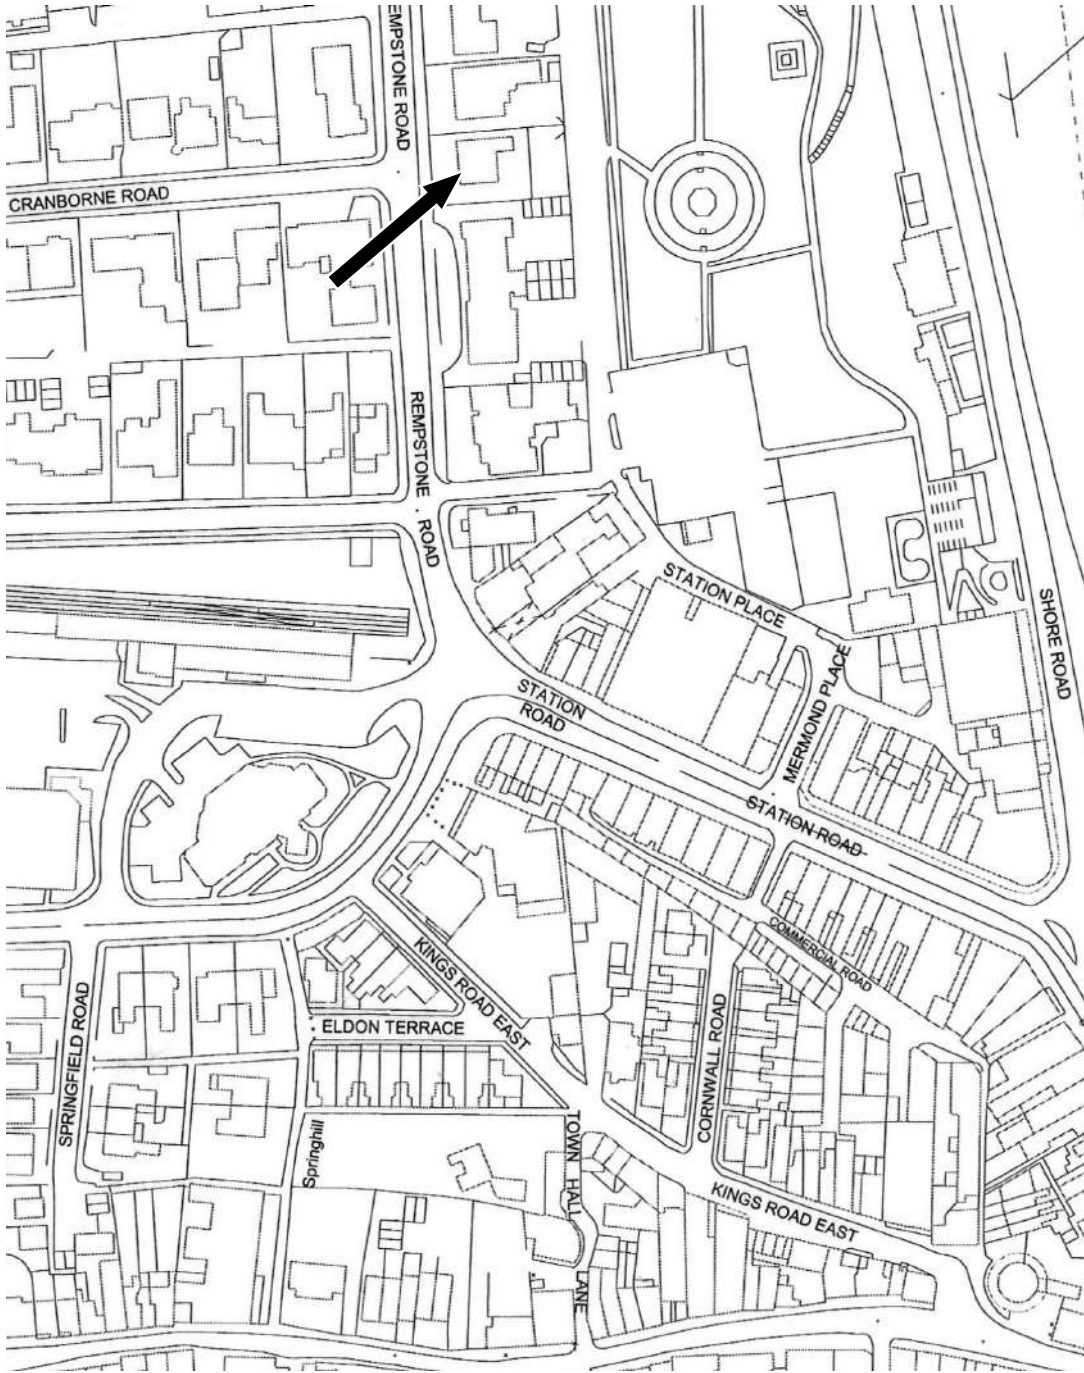 EMPSTONE ROAD
CRANBORNE ROAD
REMPSTONE ROAD
STATION PLACE
SHORE ROAD
MERMOND PLACE
STATION
ROAD
STATION ROAD
COMMERCIAL ROAD
KINGS ROAD EAST
SPRINGFIELD ROAD
ELDON TERRACE
CORNWALL ROAD
Springhill
TOWN HALL LANE
KINGS ROAD EAST